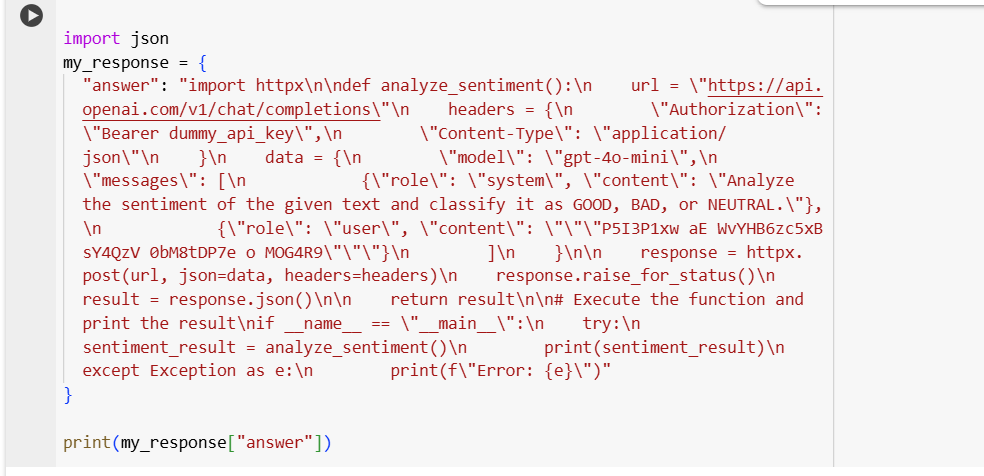 import json
my_response = {
"answer": "import httpx\n\ndef analyze_sentiment():\n    url = \"https://api.
openai.com/v1/chat/completions\"\n    headers = {\n        \"Authorization\":
\"Bearer dummy_api_key\",\n        \"Content-Type\": \"application/
json\"\n    }\n    data = {\n        \"model\": \"gpt-4o-mini\",\n
\"messages\": [\n            {\"role\": \"system\", \"content\": \"Analyze
the sentiment of the given text and classify it as GOOD, BAD, or NEUTRAL.\"},
\n            {\"role\": \"user\", \"content\": \"\"\"P5I3P1xw aE WvYHB6zc5xB
sY4QzV 0bM8tDP7e o MOG4R9\"\"\"}\n        ]\n    }\n\n    response = httpx.
post(url, json=data, headers=headers)\n    response.raise_for_status()\n
result = response.json()\n\n    return result\n\n# Execute the function and
print the result\nif __name__ == \"__main__\":\n    try:\n
sentiment_result = analyze_sentiment()\n        print(sentiment_result)\n
except Exception as e:\n        print(f\"Error: {e}\")"
}
print(my_response["answer"])